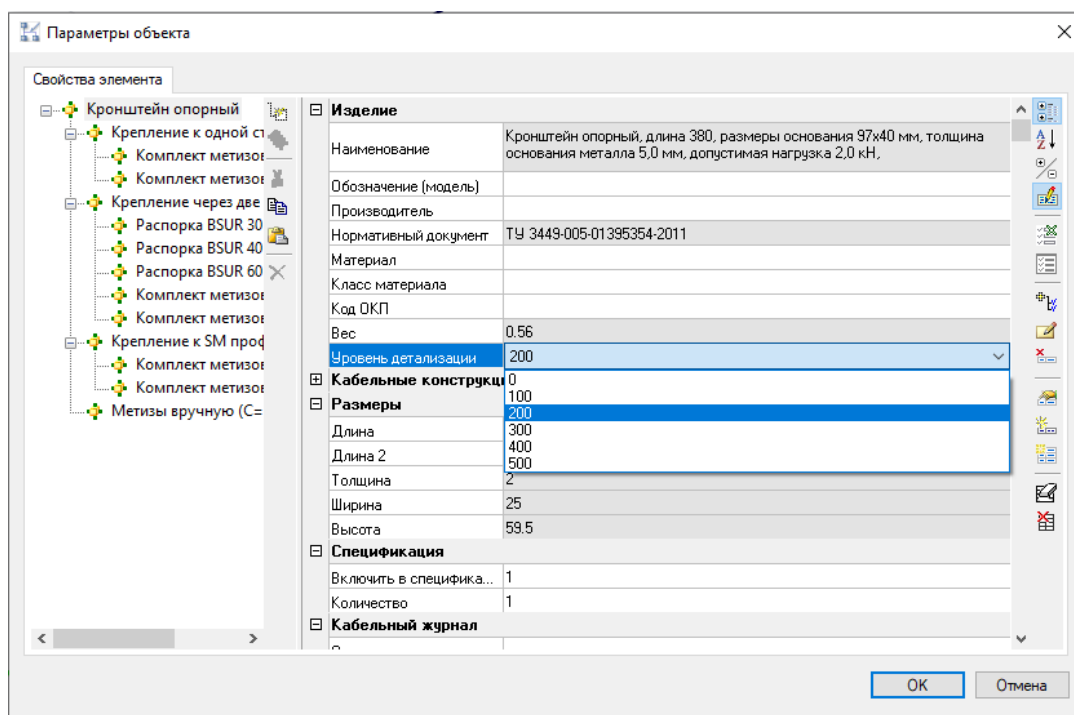 Параметры объекта
Свойства элемента
Кронштейн опорный
Крепление к одной ст
Комплект метизов
Комплект метизов
Крепление через две
Распорка BSUR 30
Распорка BSUR 40
Распорка BSUR 60
Комплект метизов
Комплект метизов
Крепление к SM проф
Комплект метизов
Комплект метизов
Метизы вручную (С=
Изделие
Наименование
Кронштейн опорный, длина 380, размеры основания 97x40 мм, толщина
основания металла 5,0 мм, допустимая нагрузка 2,0 кН,
Обозначение (модель)
Производитель
Нормативный документ
ТУ 3449-005-01395354-2011
Материал
Класс материала
Код ОКП
Вес
0.56
Уровень детализации
200
Кабельные конструкц
0
100
200
300
400
500
Размеры
Длина
Длина 2
Толщина
2
Ширина
25
Высота
59.5
Спецификация
Включить в специфика...
1
Количество
1
Кабельный журнал
OK
Отмена